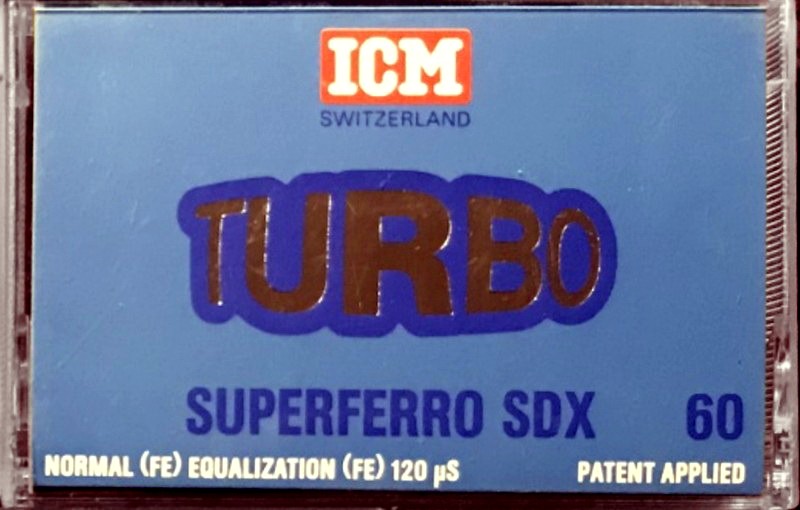 ICM
SWITZERLAND
TURBO
SUPERFERRO SDX 60
NORMAL (FE) EQUALIZATION (FE) 120 µS PATENT APPLIED